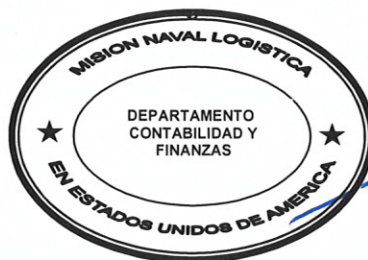 MISION NAVAL LOGISTICA
DEPARTAMENTO
CONTABILIDAD Y
FINANZAS
EN ESTADOS UNIDOS DE AMERICA